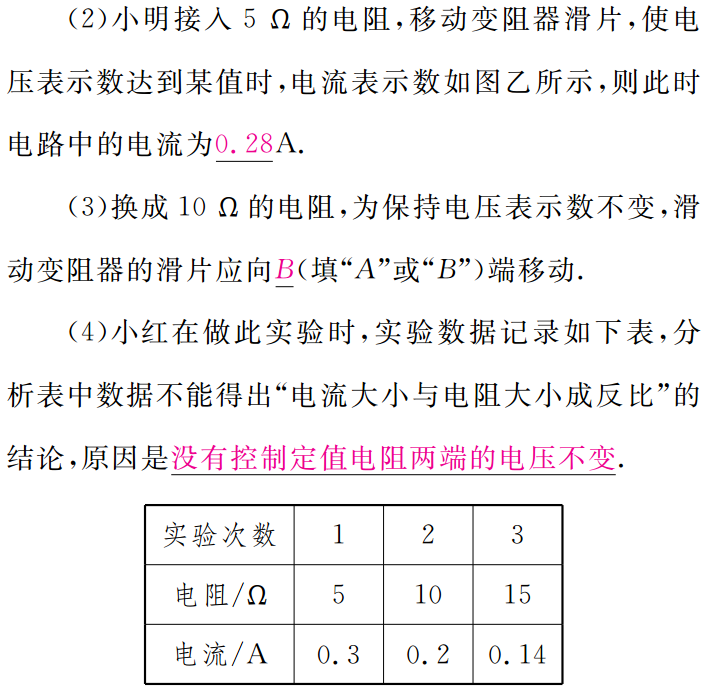 (2)小明接入 5 Ω 的电阻,移动变阻器滑片,使电
压表示数达到某值时,电流表示数如图乙所示,则此时
电路中的电流为0.28A.
(3)换成 10 Ω 的电阻,为保持电压表示数不变,滑
动变阻器的滑片应向B(填“A”或“B”)端移动.
(4)小红在做此实验时,实验数据记录如下表,分
析表中数据不能得出“电流大小与电阻大小成反比”的
结论,原因是没有控制定值电阻两端的电压不变.
实验次数 1 2 3
电阻/Ω 5 10 15
电流/A 0.3 0.2 0.14